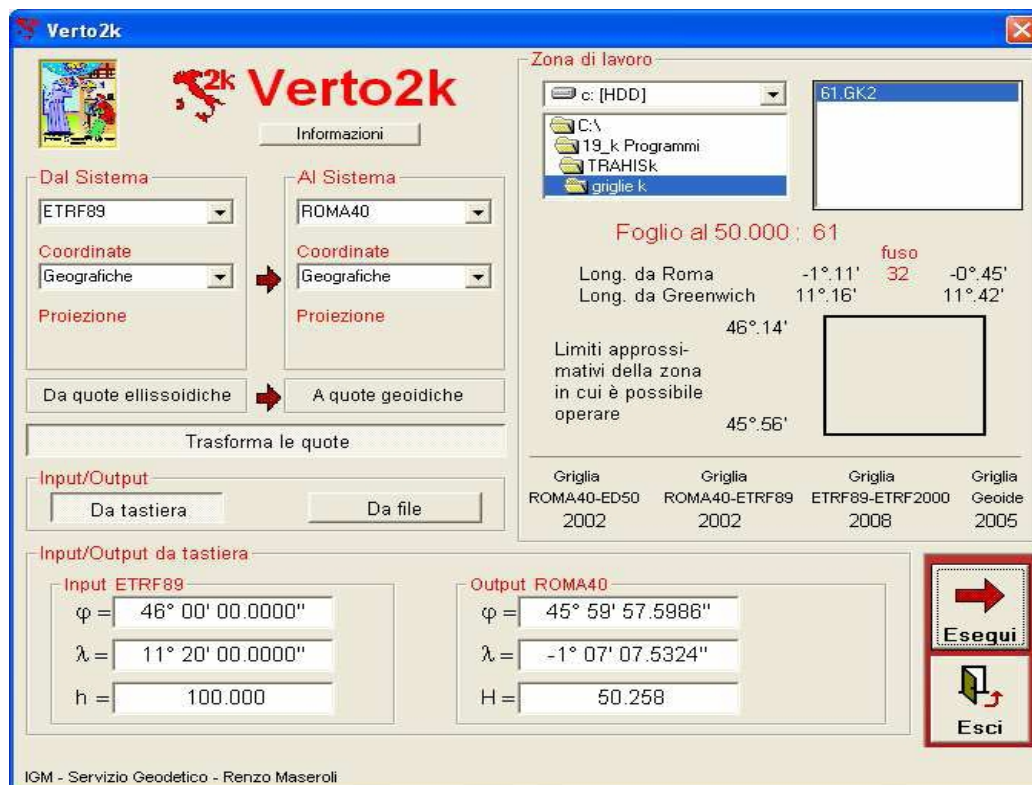 Verto2k
2k Verto2k
Informazioni
Dal Sistema
ETRF89
Coordinate
Geografiche
Proiezione
Al Sistema
ROMA40
Coordinate
Geografiche
Proiezione
Da quote ellissoidiche
A quote geoidiche
Trasforma le quote
Input/Output
Da tastiera
Da file
Zona di lavoro
c: [HDD]
C:\
19_k Programmi
TRAHISk
griglie k
61.GK2
Foglio al 50.000 : 61
fuso
Long. da Roma -1°.11' 32 -0°.45'
Long. da Greenwich 11°.16' 11°.42'
46°.14'
Limiti approssi-
mativi della zona
in cui è possibile
operare
45°.56'
Griglia Griglia Griglia Griglia
ROMA40-ED50 ROMA40-ETRF89 ETRF89-ETRF2000 Geoide
2002 2002 2008 2005
Input/Output da tastiera
Input ETRF89
φ = 46° 00' 00.0000"
λ = 11° 20' 00.0000"
h = 100.000
Output ROMA40
φ = 45° 59' 57.5986"
λ = -1° 07' 07.5324"
H = 50.258
Esegui
Esci
IGM - Servizio Geodetico - Renzo Maseroli